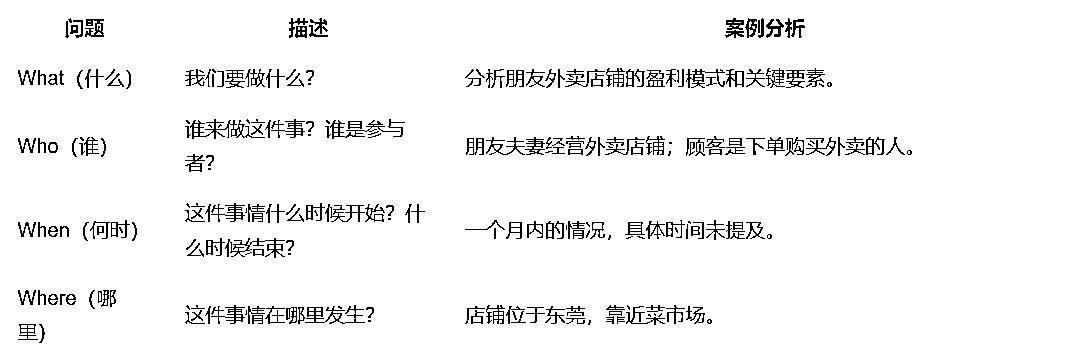 问题 描述 案例分析
What（什么） 我们要做什么？ 分析朋友外卖店铺的盈利模式和关键要素。
Who（谁） 谁来做这件事？谁是参与
者？ 朋友夫妻经营外卖店铺；顾客是下单购买外卖的人。
When（何时） 这件事情什么时候开始？什
么时候结束？ 一个月内的情况，具体时间未提及。
Where（哪
里） 这件事情在哪里发生？ 店铺位于东莞，靠近菜市场。